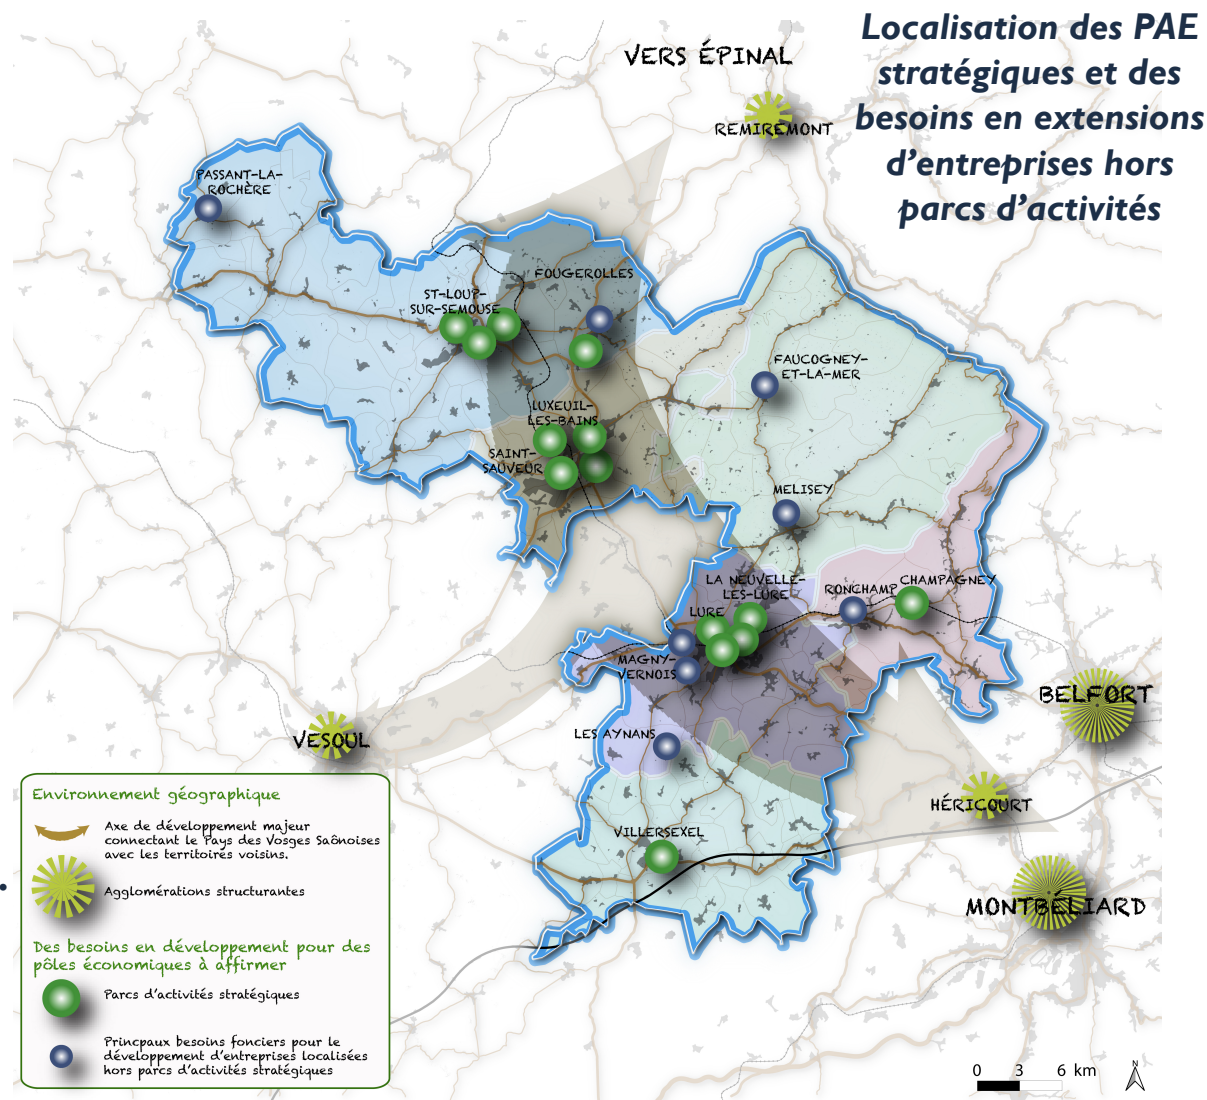 Localisation des PAE
stratégiques et des
besoins en extensions
d'entreprises hors
parcs d'activités
VERS ÉPINAL
REMIREMONT
PASSANT-LA-
ROCHÈRE
FOUGEROLLES
ST-LOUP-
SUR-SEMOUSE
FAUCOGNEY-
ET-LA-MER
LUXEUIL-
LES-BAINS
SAINT-
SAUVEUR
MELISEY
LA NEUVELLE-
LES-LURE
RONCHAMP
CHAMPAGNEY
LURE
MAGNY-
VERNOIS
BELFORT
VESOUL
LES AYNANS
HÉRICOURT
VILLERSEXEL
MONTBÉLIARD
Environnement géographique
Axe de développement majeur
connectant le Pays des Vosges Saônoises
avec les territoires voisins.
Agglomérations structurantes
Des besoins en développement pour des
pôles économiques à affirmer
Parcs d'activités stratégiques
Princpaux besoins fonciers pour le
développement d'entreprises localisées
hors parcs d'activités stratégiques
0 3 6 km
N